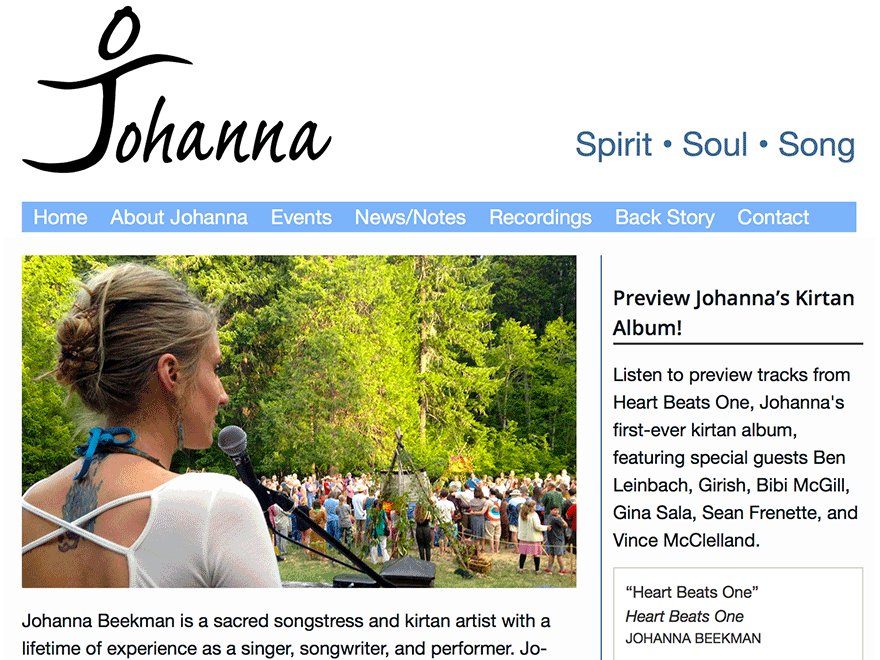 Johanna
Spirit • Soul • Song
Home About Johanna Events News/Notes Recordings Back Story Contact
Johanna Beekman is a sacred songstress and kirtan artist with a
lifetime of experience as a singer, songwriter, and performer. Jo-
Preview Johanna’s Kirtan
Album!
Listen to preview tracks from
Heart Beats One, Johanna's
first-ever kirtan album,
featuring special guests Ben
Leinbach, Girish, Bibi McGill,
Gina Sala, Sean Frenette, and
Vince McClelland.
“Heart Beats One”
Heart Beats One
JOHANNA BEEKMAN